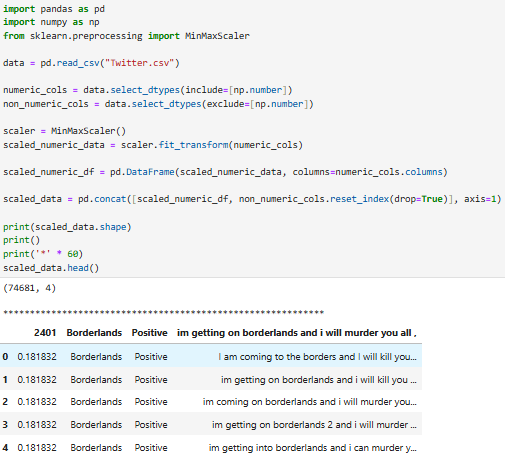 import pandas as pd
import numpy as np
from sklearn.preprocessing import MinMaxScaler
data = pd.read_csv("Twitter.csv")
numeric_cols = data.select_dtypes(include=[np.number])
non_numeric_cols = data.select_dtypes(exclude=[np.number])
scaler = MinMaxScaler()
scaled_numeric_data = scaler.fit_transform(numeric_cols)
scaled_numeric_df = pd.DataFrame(scaled_numeric_data, columns=numeric_cols.columns)
scaled_data = pd.concat([scaled_numeric_df, non_numeric_cols.reset_index(drop=True)], axis=1)
print(scaled_data.shape)
print()
print('*' * 60)
scaled_data.head()
(74681, 4)
************************************************************
2401 Borderlands Positive im getting on borderlands and i will murder you all ,
0 0.181832 Borderlands Positive I am coming to the borders and I will kill you...
1 0.181832 Borderlands Positive im getting on borderlands and i will kill you ...
2 0.181832 Borderlands Positive im coming on borderlands and i will murder you...
3 0.181832 Borderlands Positive im getting on borderlands 2 and i will murder ...
4 0.181832 Borderlands Positive im getting into borderlands and i can murder y...